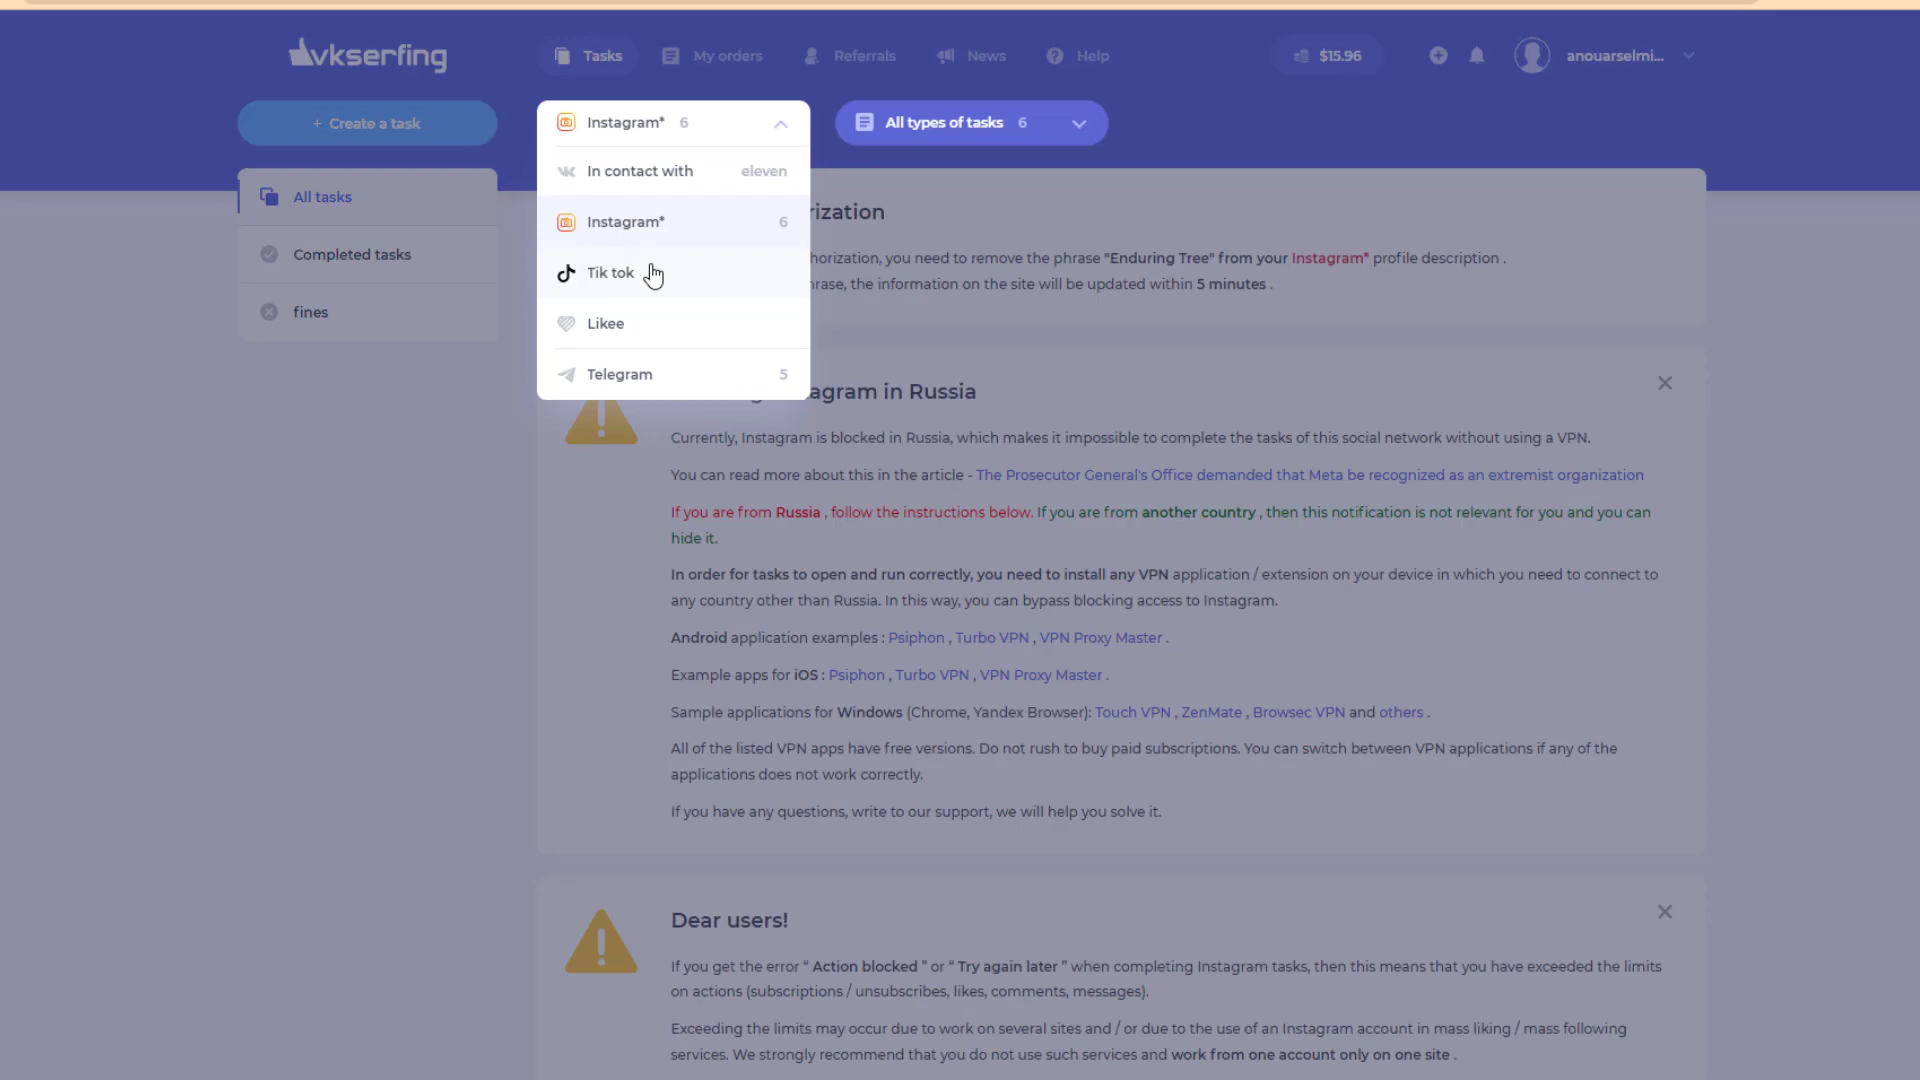 vkserfing
Tasks
My orders
Referrals
News
Help
$15.96
anouarselmi...
+ Create a task
Instagram* 6
All types of tasks 6
In contact with eleven
Instagram* 6
Tik tok
Likee
Telegram 5
All tasks
Completed tasks
fines
horization, you need to remove the phrase "Enduring Tree" from your Instagram* profile description .
the information on the site will be updated within 5 minutes .
agram in Russia
Currently, Instagram is blocked in Russia, which makes it impossible to complete the tasks of this social network without using a VPN.
You can read more about this in the article - The Prosecutor General's Office demanded that Meta be recognized as an extremist organization
If you are from Russia , follow the instructions below. If you are from another country , then this notification is not relevant for you and you can
hide it.
In order for tasks to open and run correctly, you need to install any VPN application / extension on your device in which you need to connect to
any country other than Russia. In this way, you can bypass blocking access to Instagram.
Android application examples : Psiphon , Turbo VPN , VPN Proxy Master .
Example apps for iOS : Psiphon , Turbo VPN , VPN Proxy Master .
Sample applications for Windows (Chrome, Yandex Browser): Touch VPN , ZenMate , Browsec VPN and others .
All of the listed VPN apps have free versions. Do not rush to buy paid subscriptions. You can switch between VPN applications if any of the
applications does not work correctly.
If you have any questions, write to our support, we will help you solve it.
Dear users!
If you get the error “ Action blocked ” or “ Try again later ” when completing Instagram tasks, then this means that you have exceeded the limits
on actions (subscriptions / unsubscribes, likes, comments, messages).
Exceeding the limits may occur due to work on several sites and / or due to the use of an Instagram account in mass liking / mass following
services. We strongly recommend that you do not use such services and work from one account only on one site .